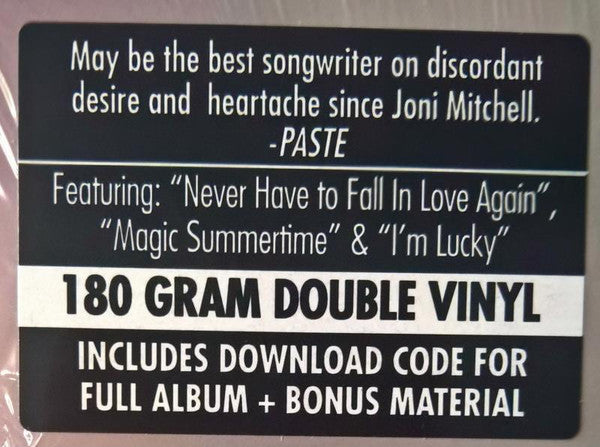 May be the best songwriter on discordant
desire and heartache since Joni Mitchell.
-PASTE
Featuring: “Never Have to Fall In Love Again”,
“Magic Summertime” & “I’m Lucky”
180 GRAM DOUBLE VINYL
INCLUDES DOWNLOAD CODE FOR
FULL ALBUM + BONUS MATERIAL